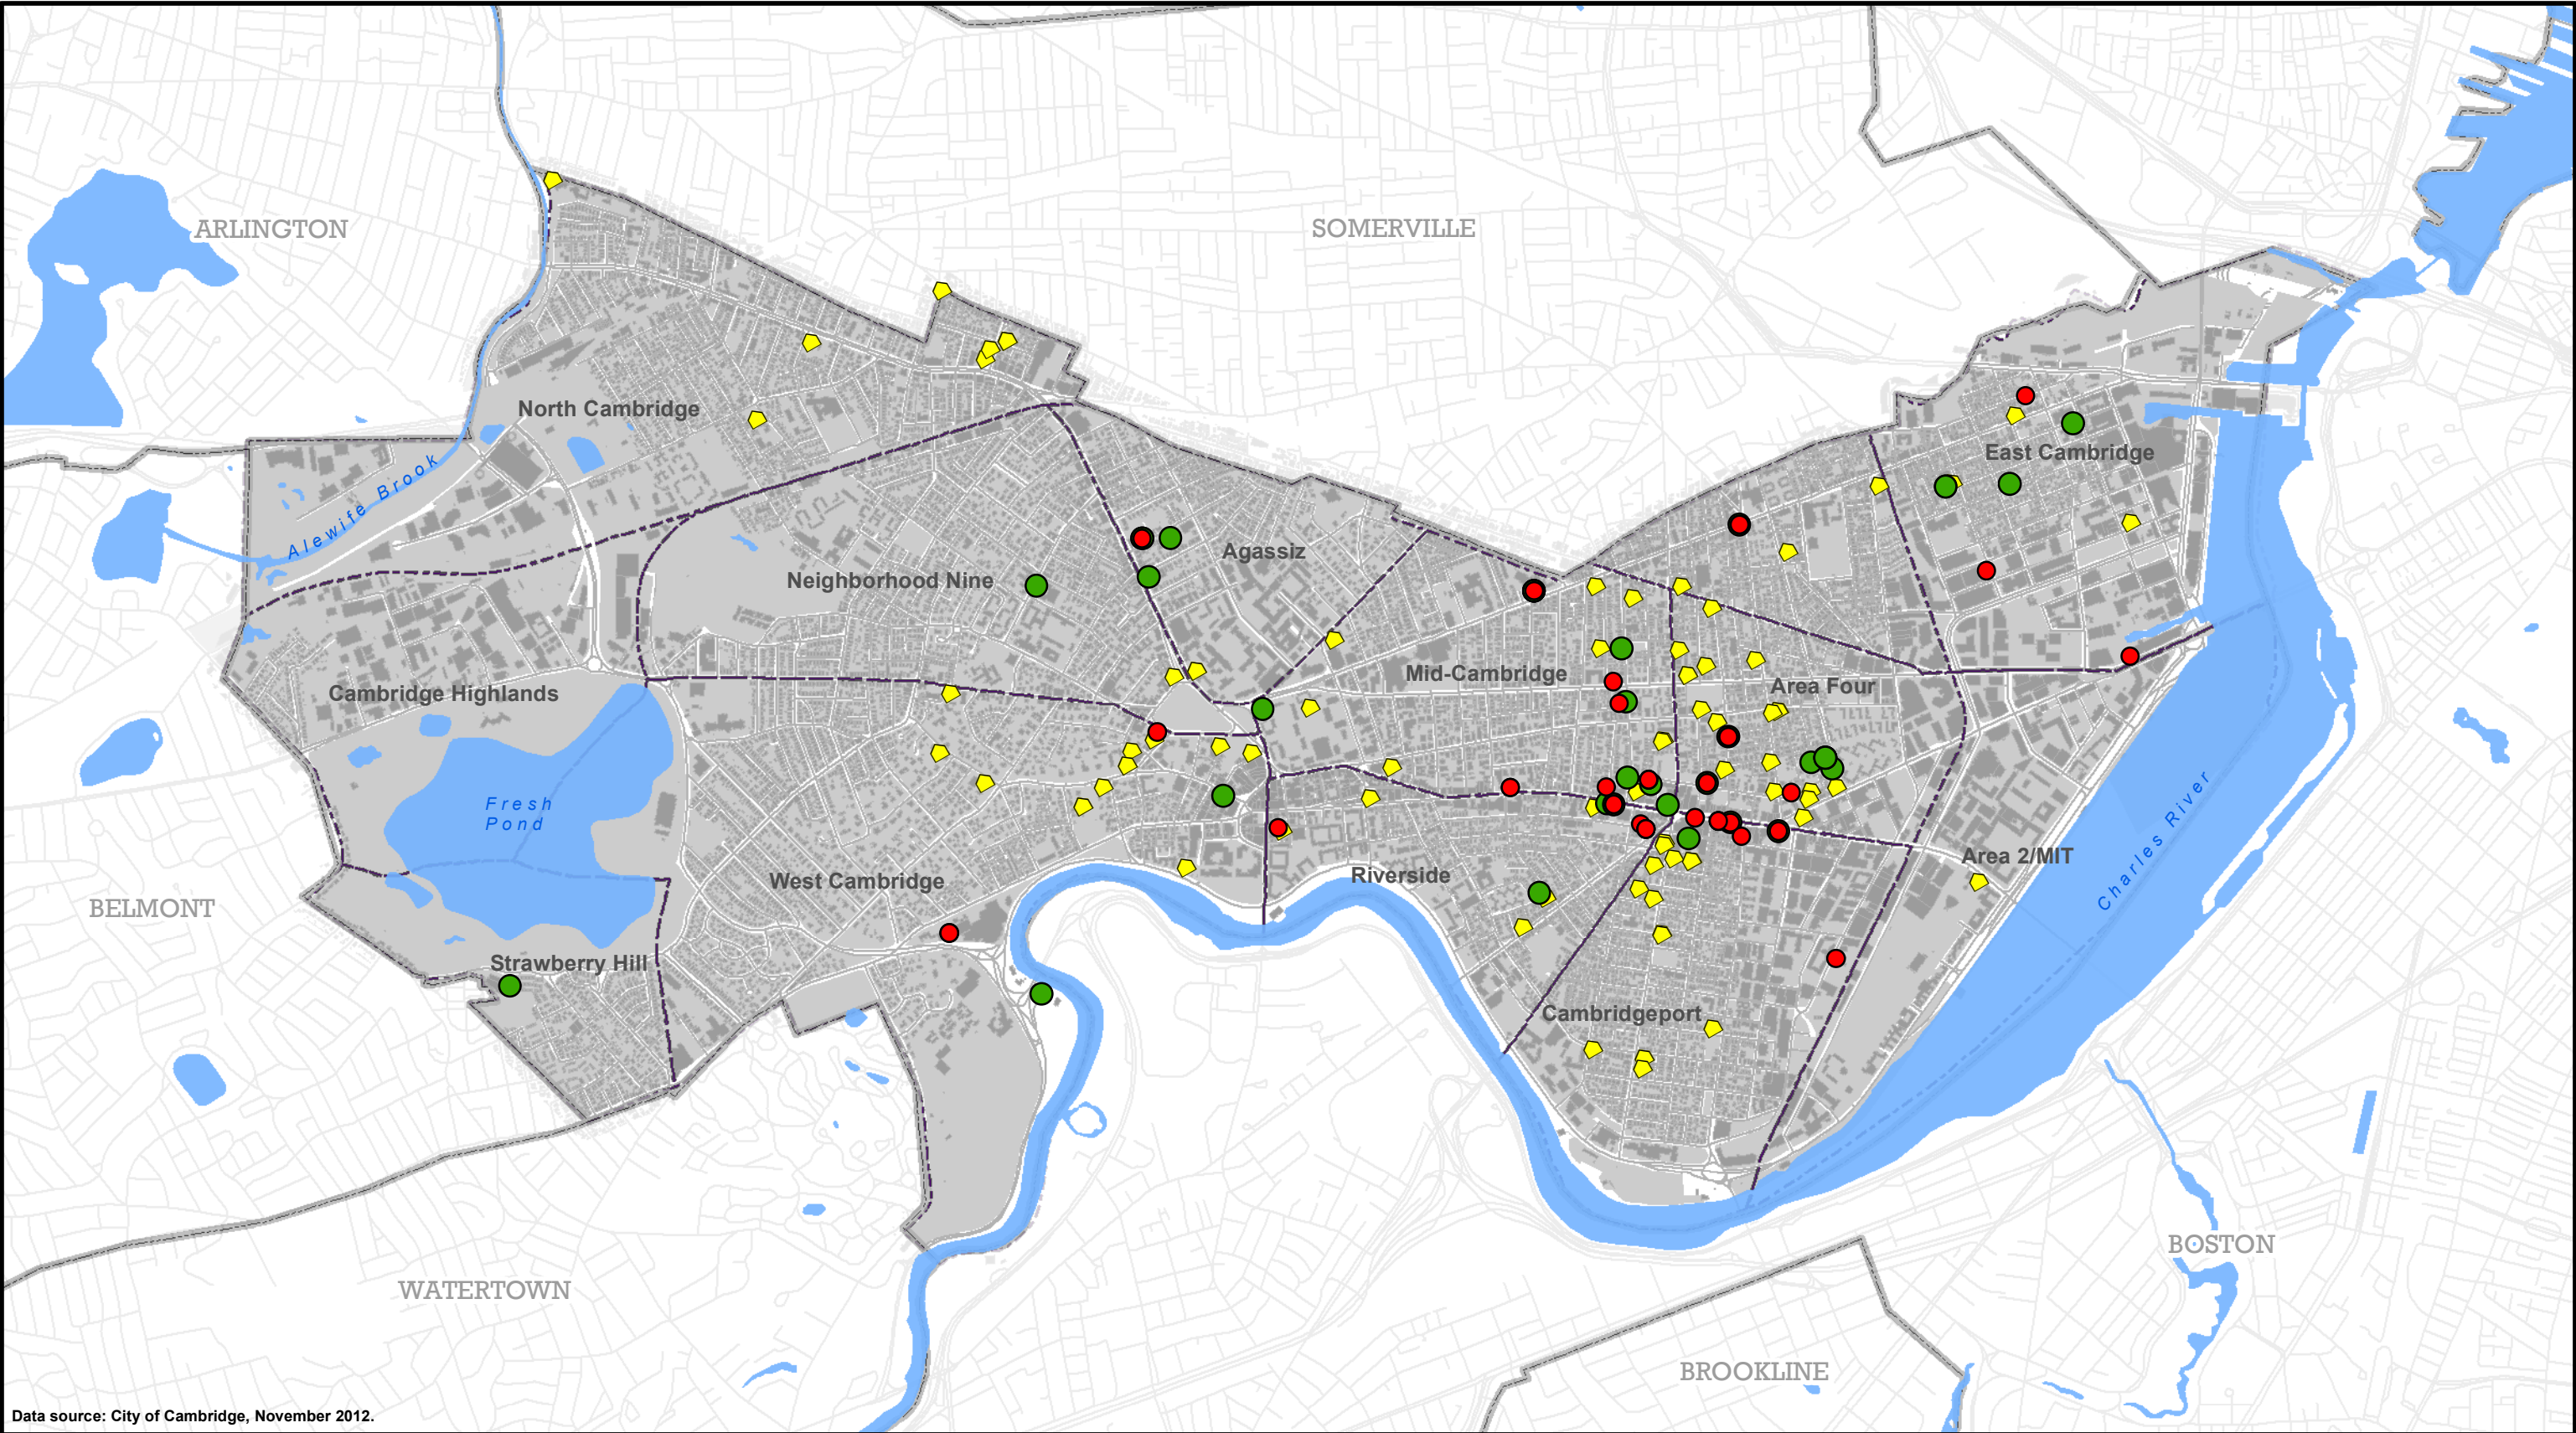 ARLINGTON
SOMERVILLE
North Cambridge
East Cambridge
Alewife Brook
Agassiz
Neighborhood Nine
Mid-Cambridge
Area Four
Cambridge Highlands
Fresh
Pond
Charles River
Area 2/MIT
Riverside
West Cambridge
BELMONT
Strawberry Hill
Cambridgeport
BOSTON
WATERTOWN
BROOKLINE
Data source: City of Cambridge, November 2012.